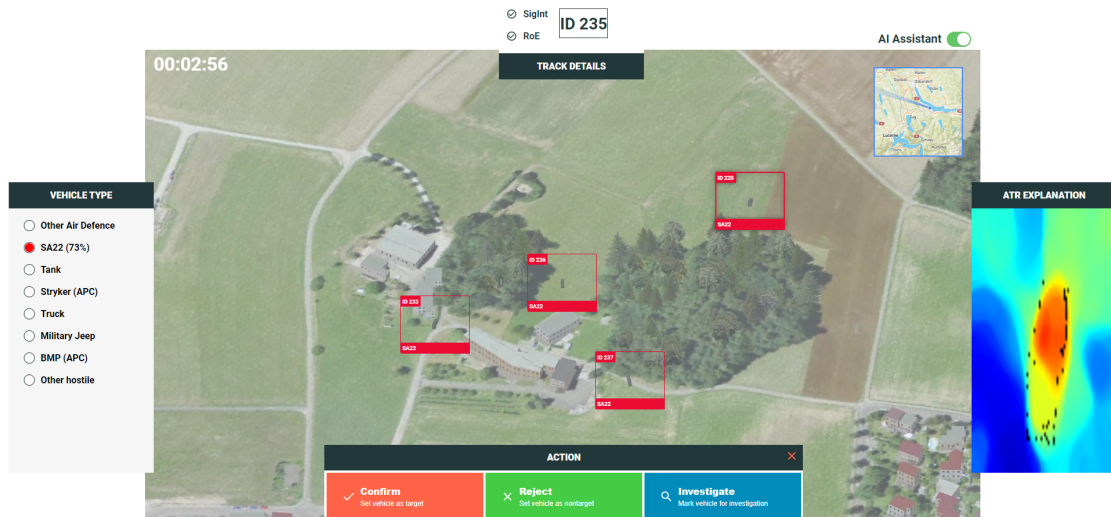 SigInt
RoE
ID 235
AI Assistant
00:02:56
TRACK DETAILS
VEHICLE TYPE
Other Air Defence
SA22 (73%)
Tank
Stryker (APC)
Truck
Military Jeep
BMP (APC)
Other hostile
ID 235
SA22
ID 236
SA22
ID 233
SA22
ID 237
SA22
ATR EXPLANATION
ACTION
Confirm
Set vehicle as target
Reject
Set vehicle as nontarget
Investigate
Mark vehicle for investigation